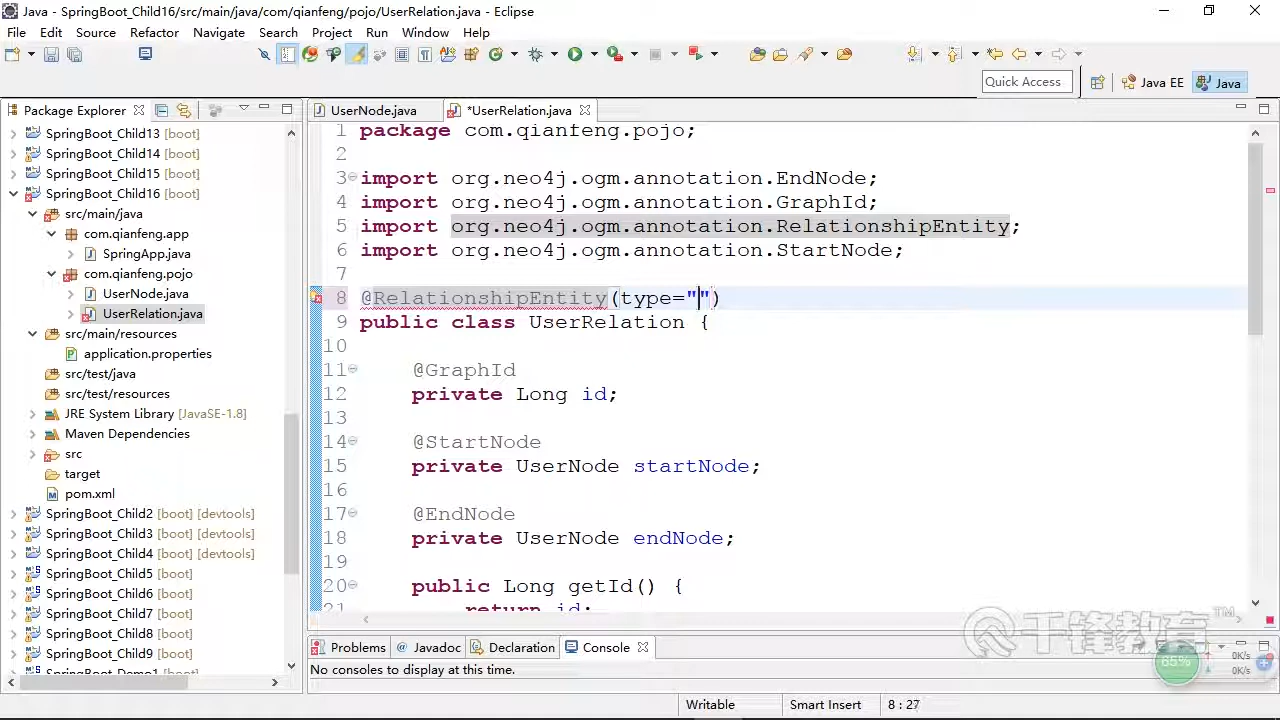 Java - SpringBoot_Child16/src/main/java/com/qianfeng/pojo/UserRelation.java - Eclipse
File Edit Source Refactor Navigate Search Project Run Window Help
Quick Access
Java EE
Java
Package Explorer
UserNode.java
*UserRelation.java
SpringBoot_Child13 [boot]
SpringBoot_Child14 [boot]
SpringBoot_Child15 [boot]
SpringBoot_Child16 [boot]
src/main/java
com.qianfeng.app
SpringApp.java
com.qianfeng.pojo
UserNode.java
UserRelation.java
src/main/resources
application.properties
src/test/java
src/test/resources
JRE System Library [JavaSE-1.8]
Maven Dependencies
src
target
pom.xml
SpringBoot_Child2 [boot] [devtools]
SpringBoot_Child3 [boot] [devtools]
SpringBoot_Child4 [boot] [devtools]
SpringBoot_Child5 [boot]
SpringBoot_Child6 [boot]
SpringBoot_Child7 [boot]
SpringBoot_Child8 [boot]
SpringBoot_Child9 [boot]
SpringBoot_Demo1 [boot]
1 package com.qianfeng.pojo;
2
3 import org.neo4j.ogm.annotation.EndNode;
4 import org.neo4j.ogm.annotation.GraphId;
5 import org.neo4j.ogm.annotation.RelationshipEntity;
6 import org.neo4j.ogm.annotation.StartNode;
7
8 @RelationshipEntity(type="")
9 public class UserRelation {
10
11 @GraphId
12 private Long id;
13
14 @StartNode
15 private UserNode startNode;
16
17 @EndNode
18 private UserNode endNode;
19
20 public Long getId() {
21 return id;
千锋教育 TM
Problems Javadoc Declaration Console
No consoles to display at this time.
65%
0K/s
0K/s
Writable
Smart Insert
8 : 27